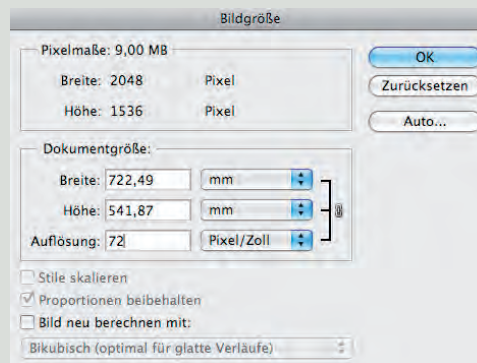 Bildgröße
Pixelmaße: 9,00 MB
Breite: 2048 Pixel
Höhe: 1536 Pixel
OK
Zurücksetzen
Auto...
Dokumentgröße:
Breite: 722,49 mm
Höhe: 541,87 mm
Auflösung: 72 Pixel/Zoll
Stile skalieren
Proportionen beibehalten
Bild neu berechnen mit:
Bikubisch (optimal für glatte Verläufe)